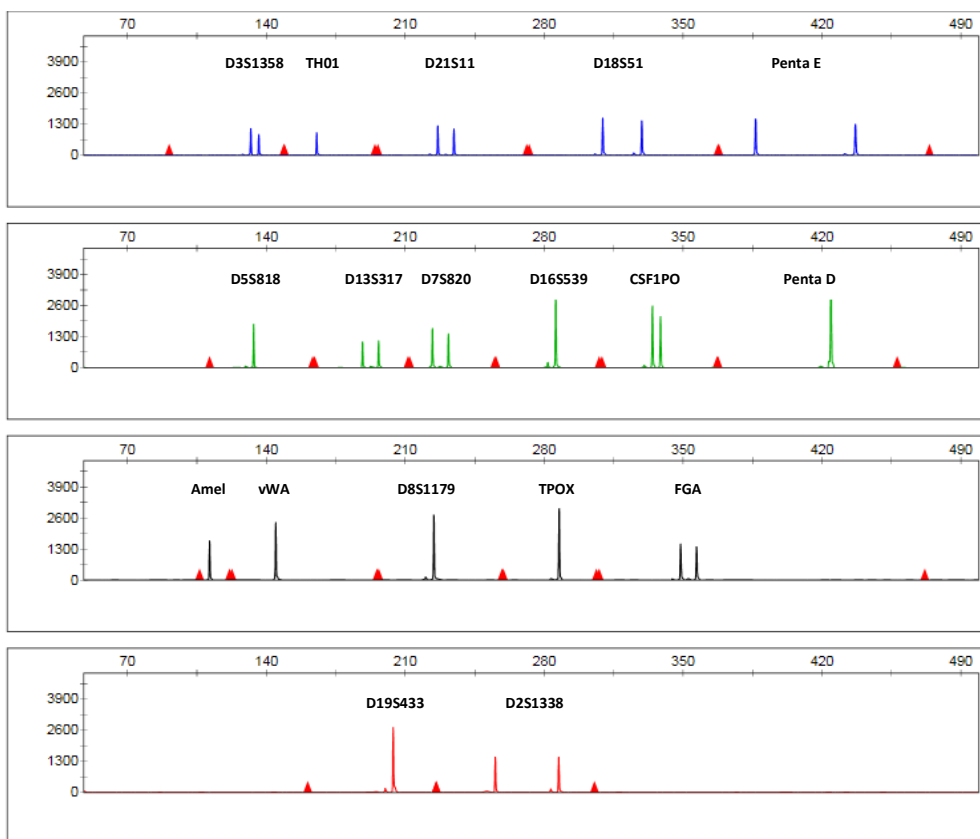 70 140 210 280 350 420 490
3900
D3S1358 TH01 D21S11 D18S51 Penta E
2600
1300
0
70 140 210 280 350 420 490
3900
D5S818 D13S317 D7S820 D16S539 CSF1PO Penta D
2600
1300
0
70 140 210 280 350 420 490
3900
Amel vWA D8S1179 TPOX FGA
2600
1300
0
70 140 210 280 350 420 490
3900
D19S433 D2S1338
2600
1300
0